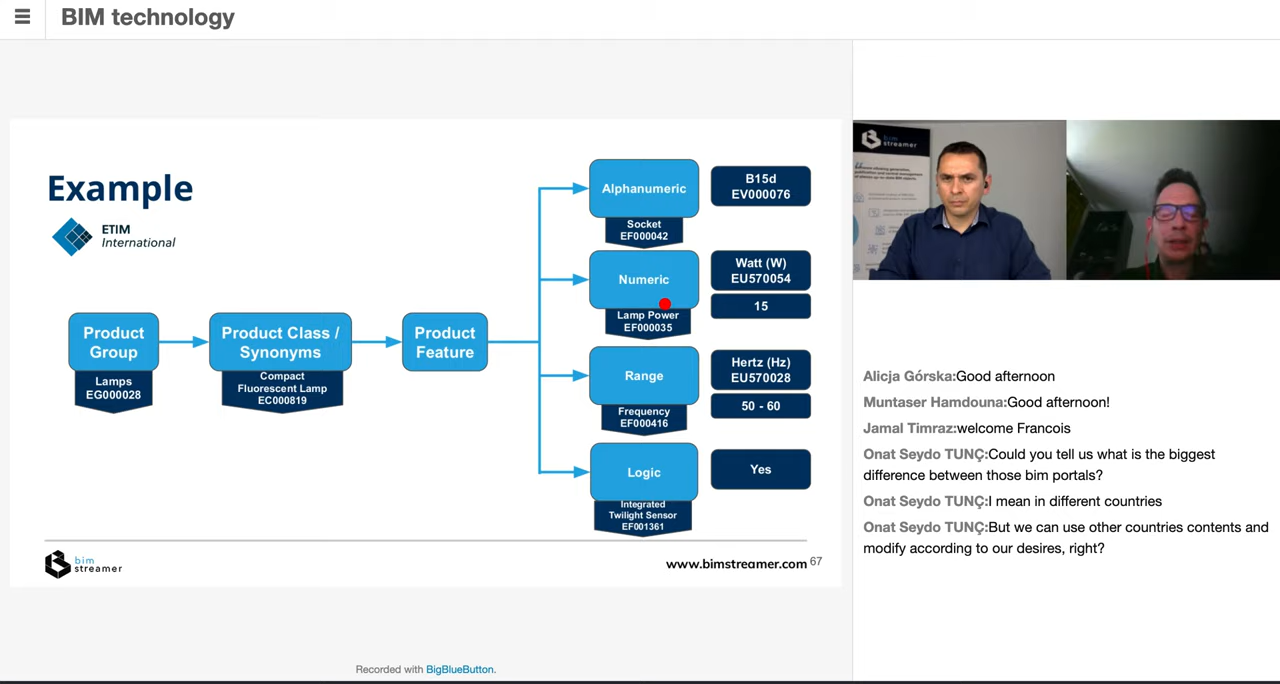 BIM technology
Example
ETIM
International
Product
Group
Lamps
EG000028
Product Class /
Synonyms
Compact
Fluorescent Lamp
EC000819
Product
Feature
Alphanumeric
Socket
EF000042
B15d
EV000076
Numeric
Lamp Power
EF000035
Watt (W)
EU570054
15
Range
Frequency
EF000416
Hertz (Hz)
EU570028
50 - 60
Logic
Integrated
Twilight Sensor
EF001361
Yes
bim
streamer
www.bimstreamer.com 67
Recorded with BigBlueButton.
bim
streamer
Alicja Górska:Good afternoon
Muntaser Hamdouna:Good afternoon!
Jamal Timraz:welcome Francois
Onat Seydo TUNÇ:Could you tell us what is the biggest
difference between those bim portals?
Onat Seydo TUNÇ:I mean in different countries
Onat Seydo TUNÇ:But we can use other countries contents and
modify according to our desires, right?